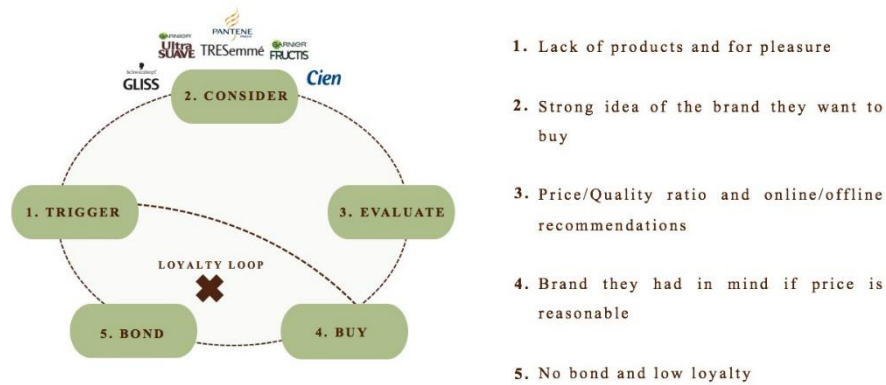 PANTENE
GARNIER
Ultra
SUAVE
TRESemmé
GARNIER
FRUCTIS
Schwarzkopf
GLISS
Cien
2. CONSIDER
1. TRIGGER
3. EVALUATE
LOYALTY LOOP
5. BOND
4. BUY
1. Lack of products and for pleasure
2. Strong idea of the brand they want to
buy
3. Price/Quality ratio and online/offline
recommendations
4. Brand they had in mind if price is
reasonable
5. No bond and low loyalty